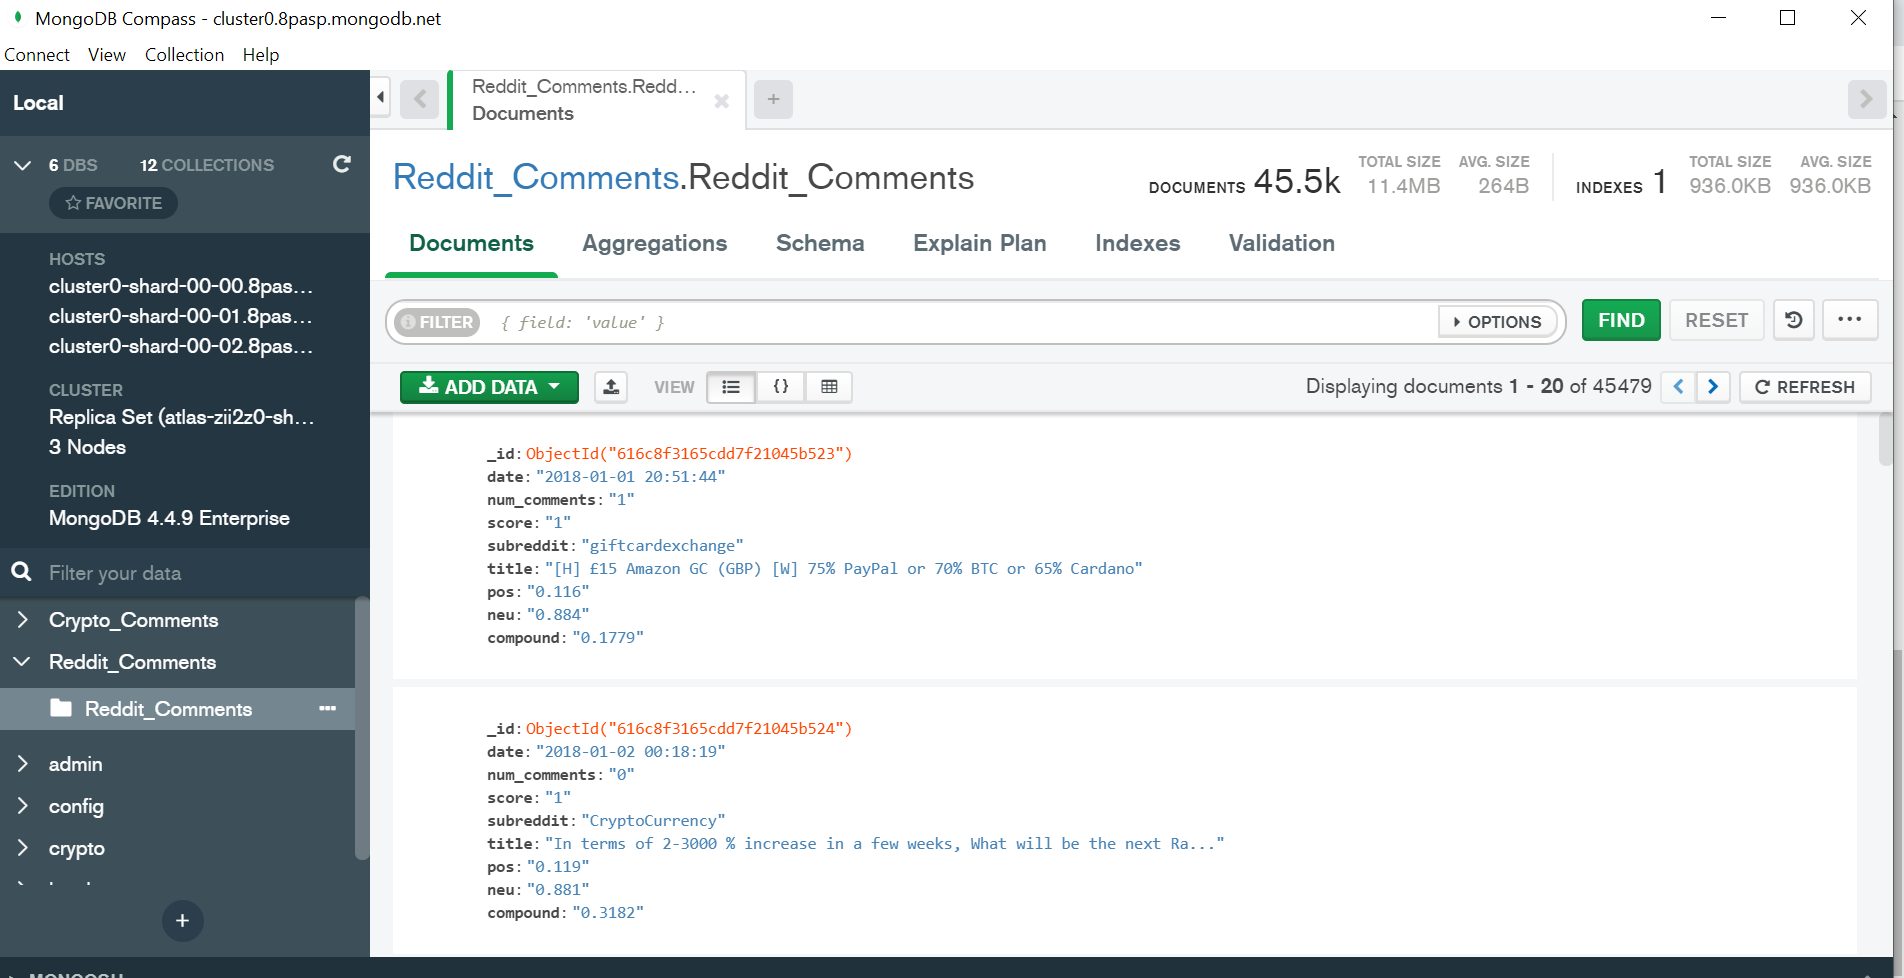 MongoDB Compass - cluster0.8pasp.mongodb.net
Connect View Collection Help
Local
6 DBS 12 COLLECTIONS
FAVORITE
HOSTS
cluster0-shard-00-00.8pas...
cluster0-shard-00-01.8pas...
cluster0-shard-00-02.8pas...
CLUSTER
Replica Set (atlas-zii2z0-sh...
3 Nodes
EDITION
MongoDB 4.4.9 Enterprise
Filter your data
Crypto_Comments
Reddit_Comments
Reddit_Comments
admin
config
crypto
Reddit_Comments.Redd...
Documents
Reddit_Comments.Reddit_Comments
DOCUMENTS 45.5k
TOTAL SIZE
11.4MB
AVG. SIZE
264B
INDEXES 1
TOTAL SIZE
936.0KB
AVG. SIZE
936.0KB
Documents Aggregations Schema Explain Plan Indexes Validation
FILTER { field: 'value' } OPTIONS FIND RESET
ADD DATA VIEW {} Displaying documents 1 - 20 of 45479 REFRESH
_id: ObjectId("616c8f3165cdd7f21045b523")
date: "2018-01-01 20:51:44"
num_comments: "1"
score: "1"
subreddit: "giftcardexchange"
title: "[H] £15 Amazon GC (GBP) [W] 75% PayPal or 70% BTC or 65% Cardano"
pos: "0.116"
neu: "0.884"
compound: "0.1779"
_id: ObjectId("616c8f3165cdd7f21045b524")
date: "2018-01-02 00:18:19"
num_comments: "0"
score: "1"
subreddit: "CryptoCurrency"
title: "In terms of 2-3000 % increase in a few weeks, What will be the next Ra..."
pos: "0.119"
neu: "0.881"
compound: "0.3182"
MONGOSH